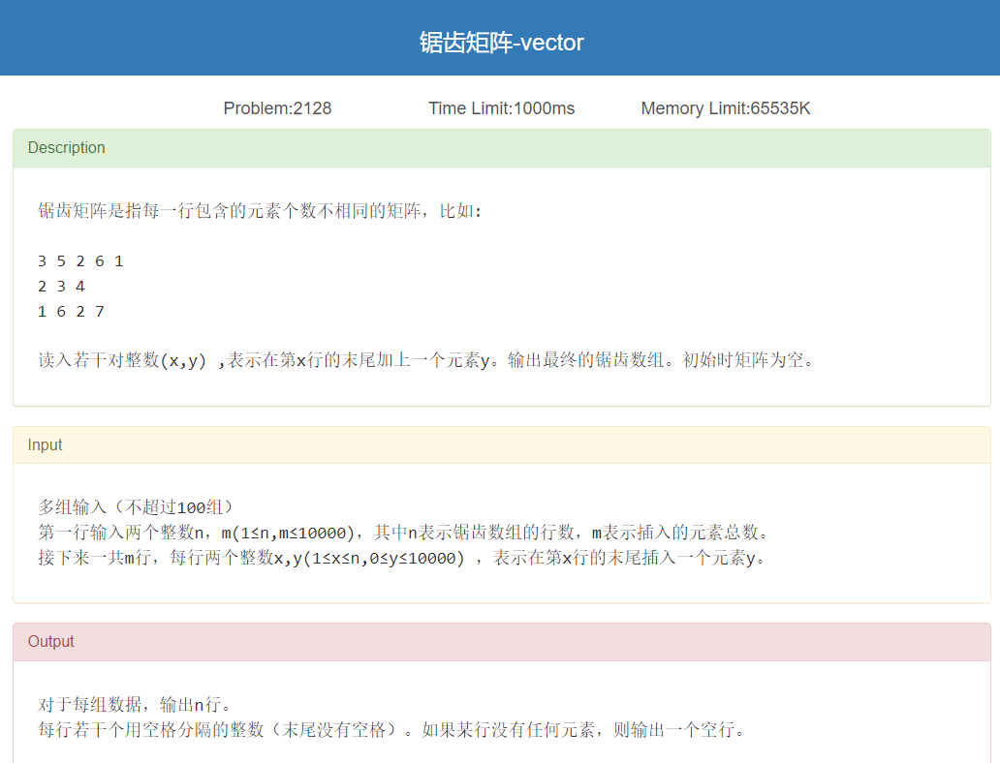 锯齿矩阵-vector
Problem:2128 Time Limit:1000ms Memory Limit:65535K
Description
锯齿矩阵是指每一行包含的元素个数不相同的矩阵，比如:
3 5 2 6 1
2 3 4
1 6 2 7
读入若干对整数(x,y) ,表示在第x行的末尾加上一个元素y。输出最终的锯齿数组。初始时矩阵为空。
Input
多组输入（不超过100组）
第一行输入两个整数n，m(1≤n,m≤10000)，其中n表示锯齿数组的行数，m表示插入的元素总数。
接下来一共m行，每行两个整数x,y(1≤x≤n,0≤y≤10000) ，表示在第x行的末尾插入一个元素y。
Output
对于每组数据，输出n行。
每行若干个用空格分隔的整数（末尾没有空格）。如果某行没有任何元素，则输出一个空行。